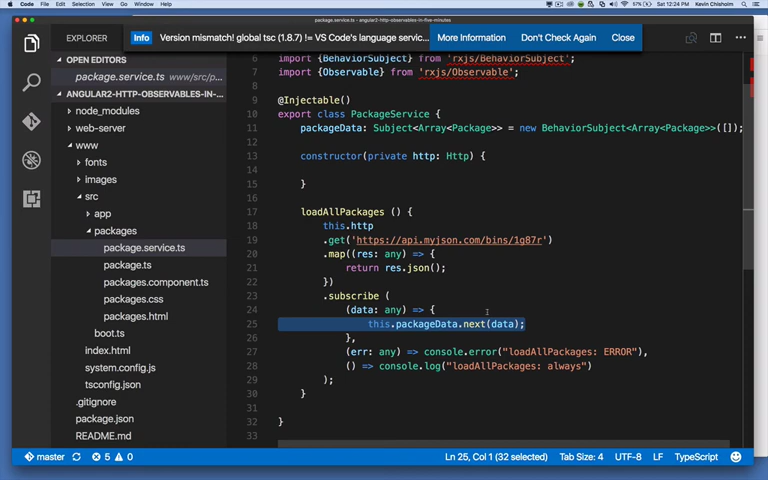 Code File Edit Selection View Go Window Help
57% Sat 12:24 PM Kevin Chisholm
package.service.ts - angular2-http-observables-in-five-minutes
EXPLORER
Info Version mismatch! global tsc (1.8.7) != VS Code's language servic... More Information Don't Check Again Close
OPEN EDITORS
package.service.ts www/src/p...
ANGULAR2-HTTP-OBSERVABLES-IN-...
node_modules
web-server
www
fonts
images
src
app
packages
package.service.ts
package.ts
packages.component.ts
packages.css
packages.html
boot.ts
index.html
system.config.js
tsconfig.json
.gitignore
package.json
README.md
6 import {BehaviorSubject} from 'rxjs/BehaviorSubject';
7 import {Observable} from 'rxjs/Observable';
8
9 @Injectable()
10 export class PackageService {
11 packageData: Subject<Array<Package>> = new BehaviorSubject<Array<Package>>([]);
12
13 constructor(private http: Http) {
14
15 }
16
17 loadAllPackages () {
18 this.http
19 .get('https://api.myjson.com/bins/1g87r')
20 .map((res: any) => {
21 return res.json();
22 })
23 .subscribe (
24 (data: any) => {
25 this.packageData.next(data);
26 },
27 (err: any) => console.error("loadAllPackages: ERROR"),
28 () => console.log("loadAllPackages: always")
29 );
30 }
31
32 }
33
master 5 0 Ln 25, Col 1 (32 selected) Tab Size: 4 UTF-8 LF TypeScript